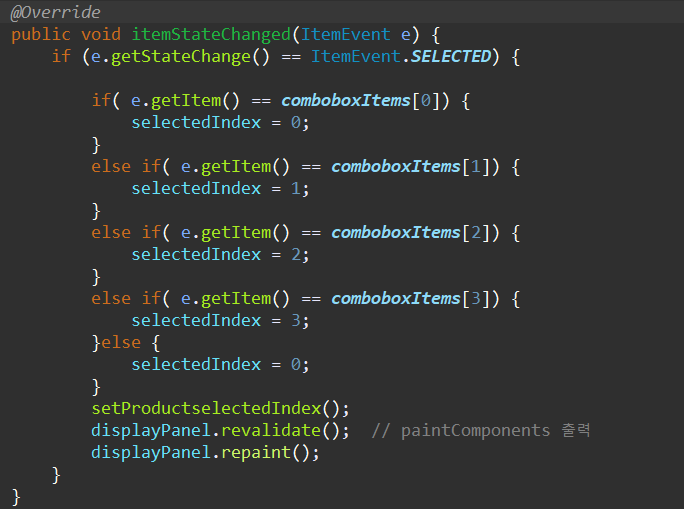 @Override
public void itemStateChanged(ItemEvent e) {
    if (e.getStateChange() == ItemEvent.SELECTED) {

        if( e.getItem() == comboboxItems[0]) {
            selectedIndex = 0;
        }
        else if( e.getItem() == comboboxItems[1]) {
            selectedIndex = 1;
        }
        else if( e.getItem() == comboboxItems[2]) {
            selectedIndex = 2;
        }
        else if( e.getItem() == comboboxItems[3]) {
            selectedIndex = 3;
        }else {
            selectedIndex = 0;
        }
        setProductselectedIndex();
        displayPanel.revalidate();  // paintComponents 출력
        displayPanel.repaint();
    }
}